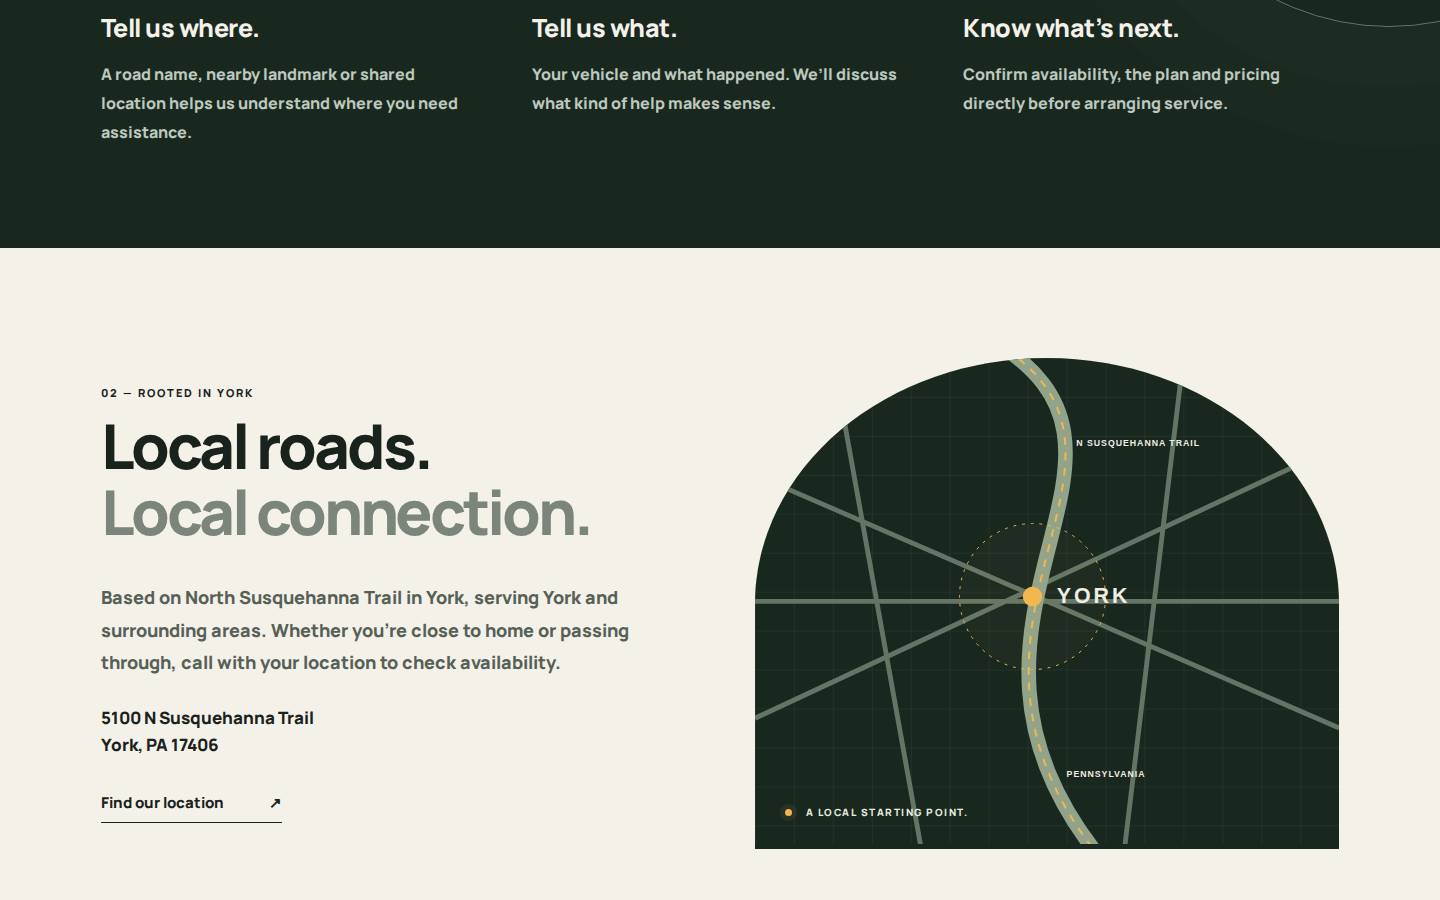 Tell us where.
A road name, nearby landmark or shared
location helps us understand where you need
assistance.
Tell us what.
Your vehicle and what happened. We’ll discuss
what kind of help makes sense.
Know what’s next.
Confirm availability, the plan and pricing
directly before arranging service.
02 — ROOTED IN YORK
Local roads.
Local connection.
Based on North Susquehanna Trail in York, serving York and
surrounding areas. Whether you’re close to home or passing
through, call with your location to check availability.
5100 N Susquehanna Trail
York, PA 17406
Find our location ↗
N SUSQUEHANNA TRAIL
YORK
PENNSYLVANIA
A LOCAL STARTING POINT.